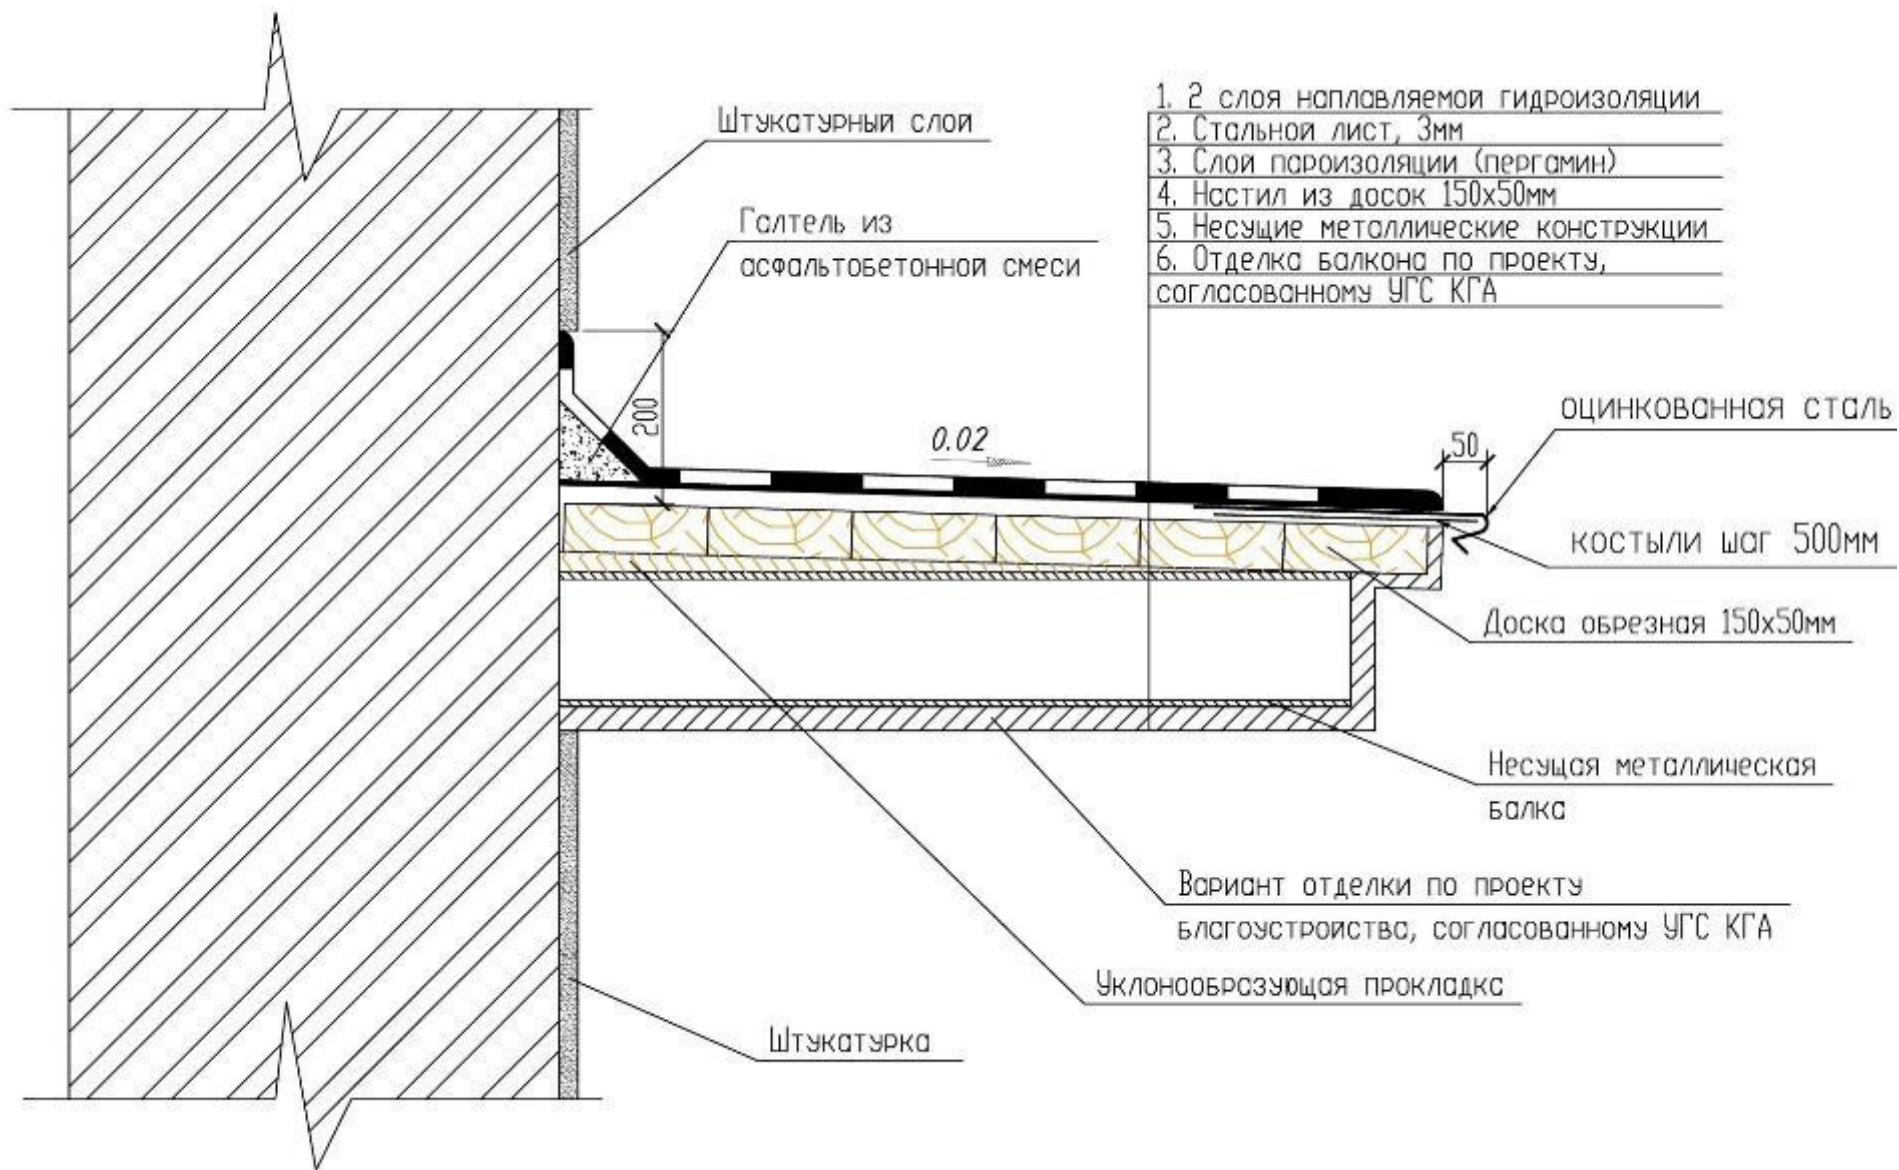 Штукатурный слой
Галтель из
асфальтобетонной смеси
1. 2 слоя наплавляемой гидроизоляции
2. Стальной лист, 3мм
3. Слой пароизоляции (пергамин)
4. Настил из досок 150х50мм
5. Несущие металлические конструкции
6. Отделка балкона по проекту,
согласованному УГС КГА
200
0.02
50
оцинкованная сталь
костыли шаг 500мм
Доска обрезная 150х50мм
Несущая металлическая
балка
Вариант отделки по проекту
благоустройства, согласованному УГС КГА
Уклонообразующая прокладка
Штукатурка